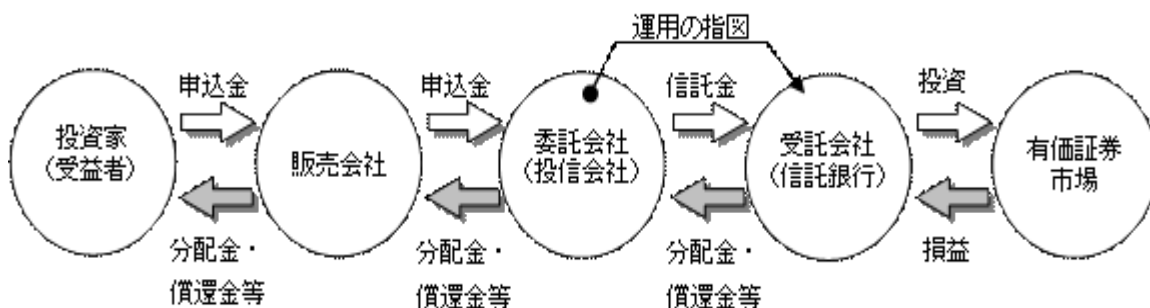 運用の指図
申込金
申込金
信託金
投資
投資家
（受益者）
販売会社
委託会社
（投信会社）
受託会社
（信託銀行）
有価証券
市場
分配金・
償還金等
分配金・
償還金等
分配金・
償還金等
損益